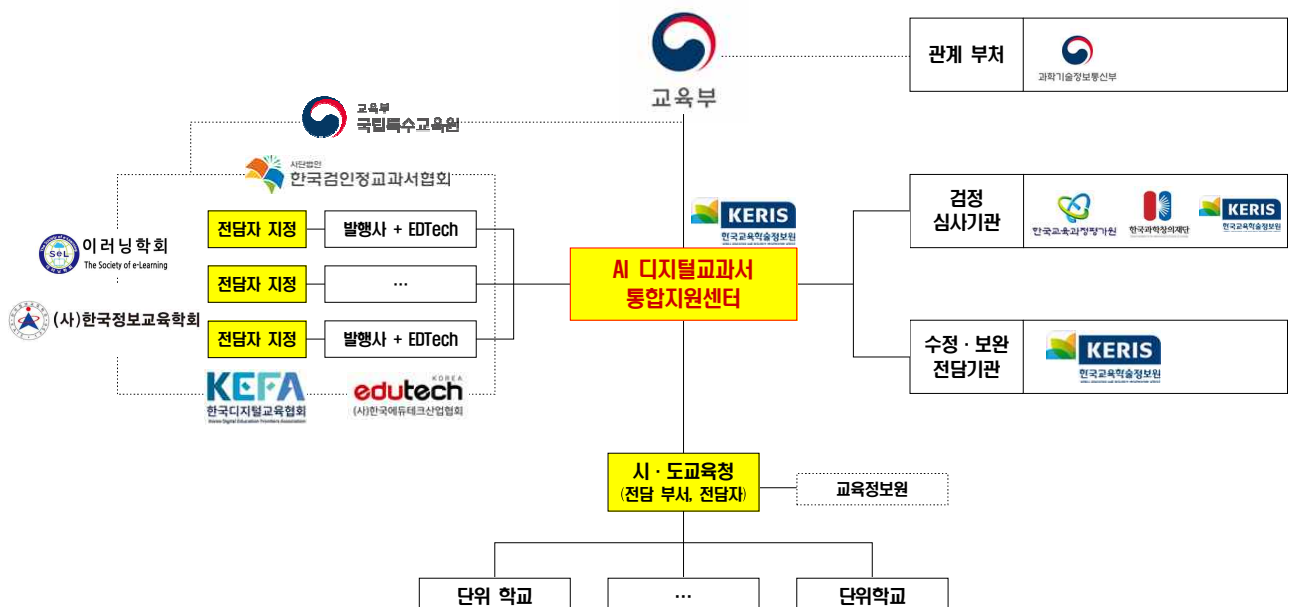 교육부
관계 부처
과학기술정보통신부
교육부
국립특수교육원
사단법인
한국검인정교과서협회
이러닝학회
The Society of e-Learning
SeL
(사)한국정보교육학회
전담자 지정
발행사 + EDTech
전담자 지정
...
전담자 지정
발행사 + EDTech
KEFA
한국디지털교육협회
Korea Digital Education Frontiers Association
KOREA
edutech
(사)한국에듀테크산업협회
KERIS
한국교육학술정보원
AI 디지털교과서
통합지원센터
검정
심사기관
한국교육과정평가원
한국과학창의재단
KERIS
한국교육학술정보원
수정·보완
전담기관
KERIS
한국교육학술정보원
시·도교육청
(전담 부서, 전담자)
교육정보원
단위 학교
...
단위학교